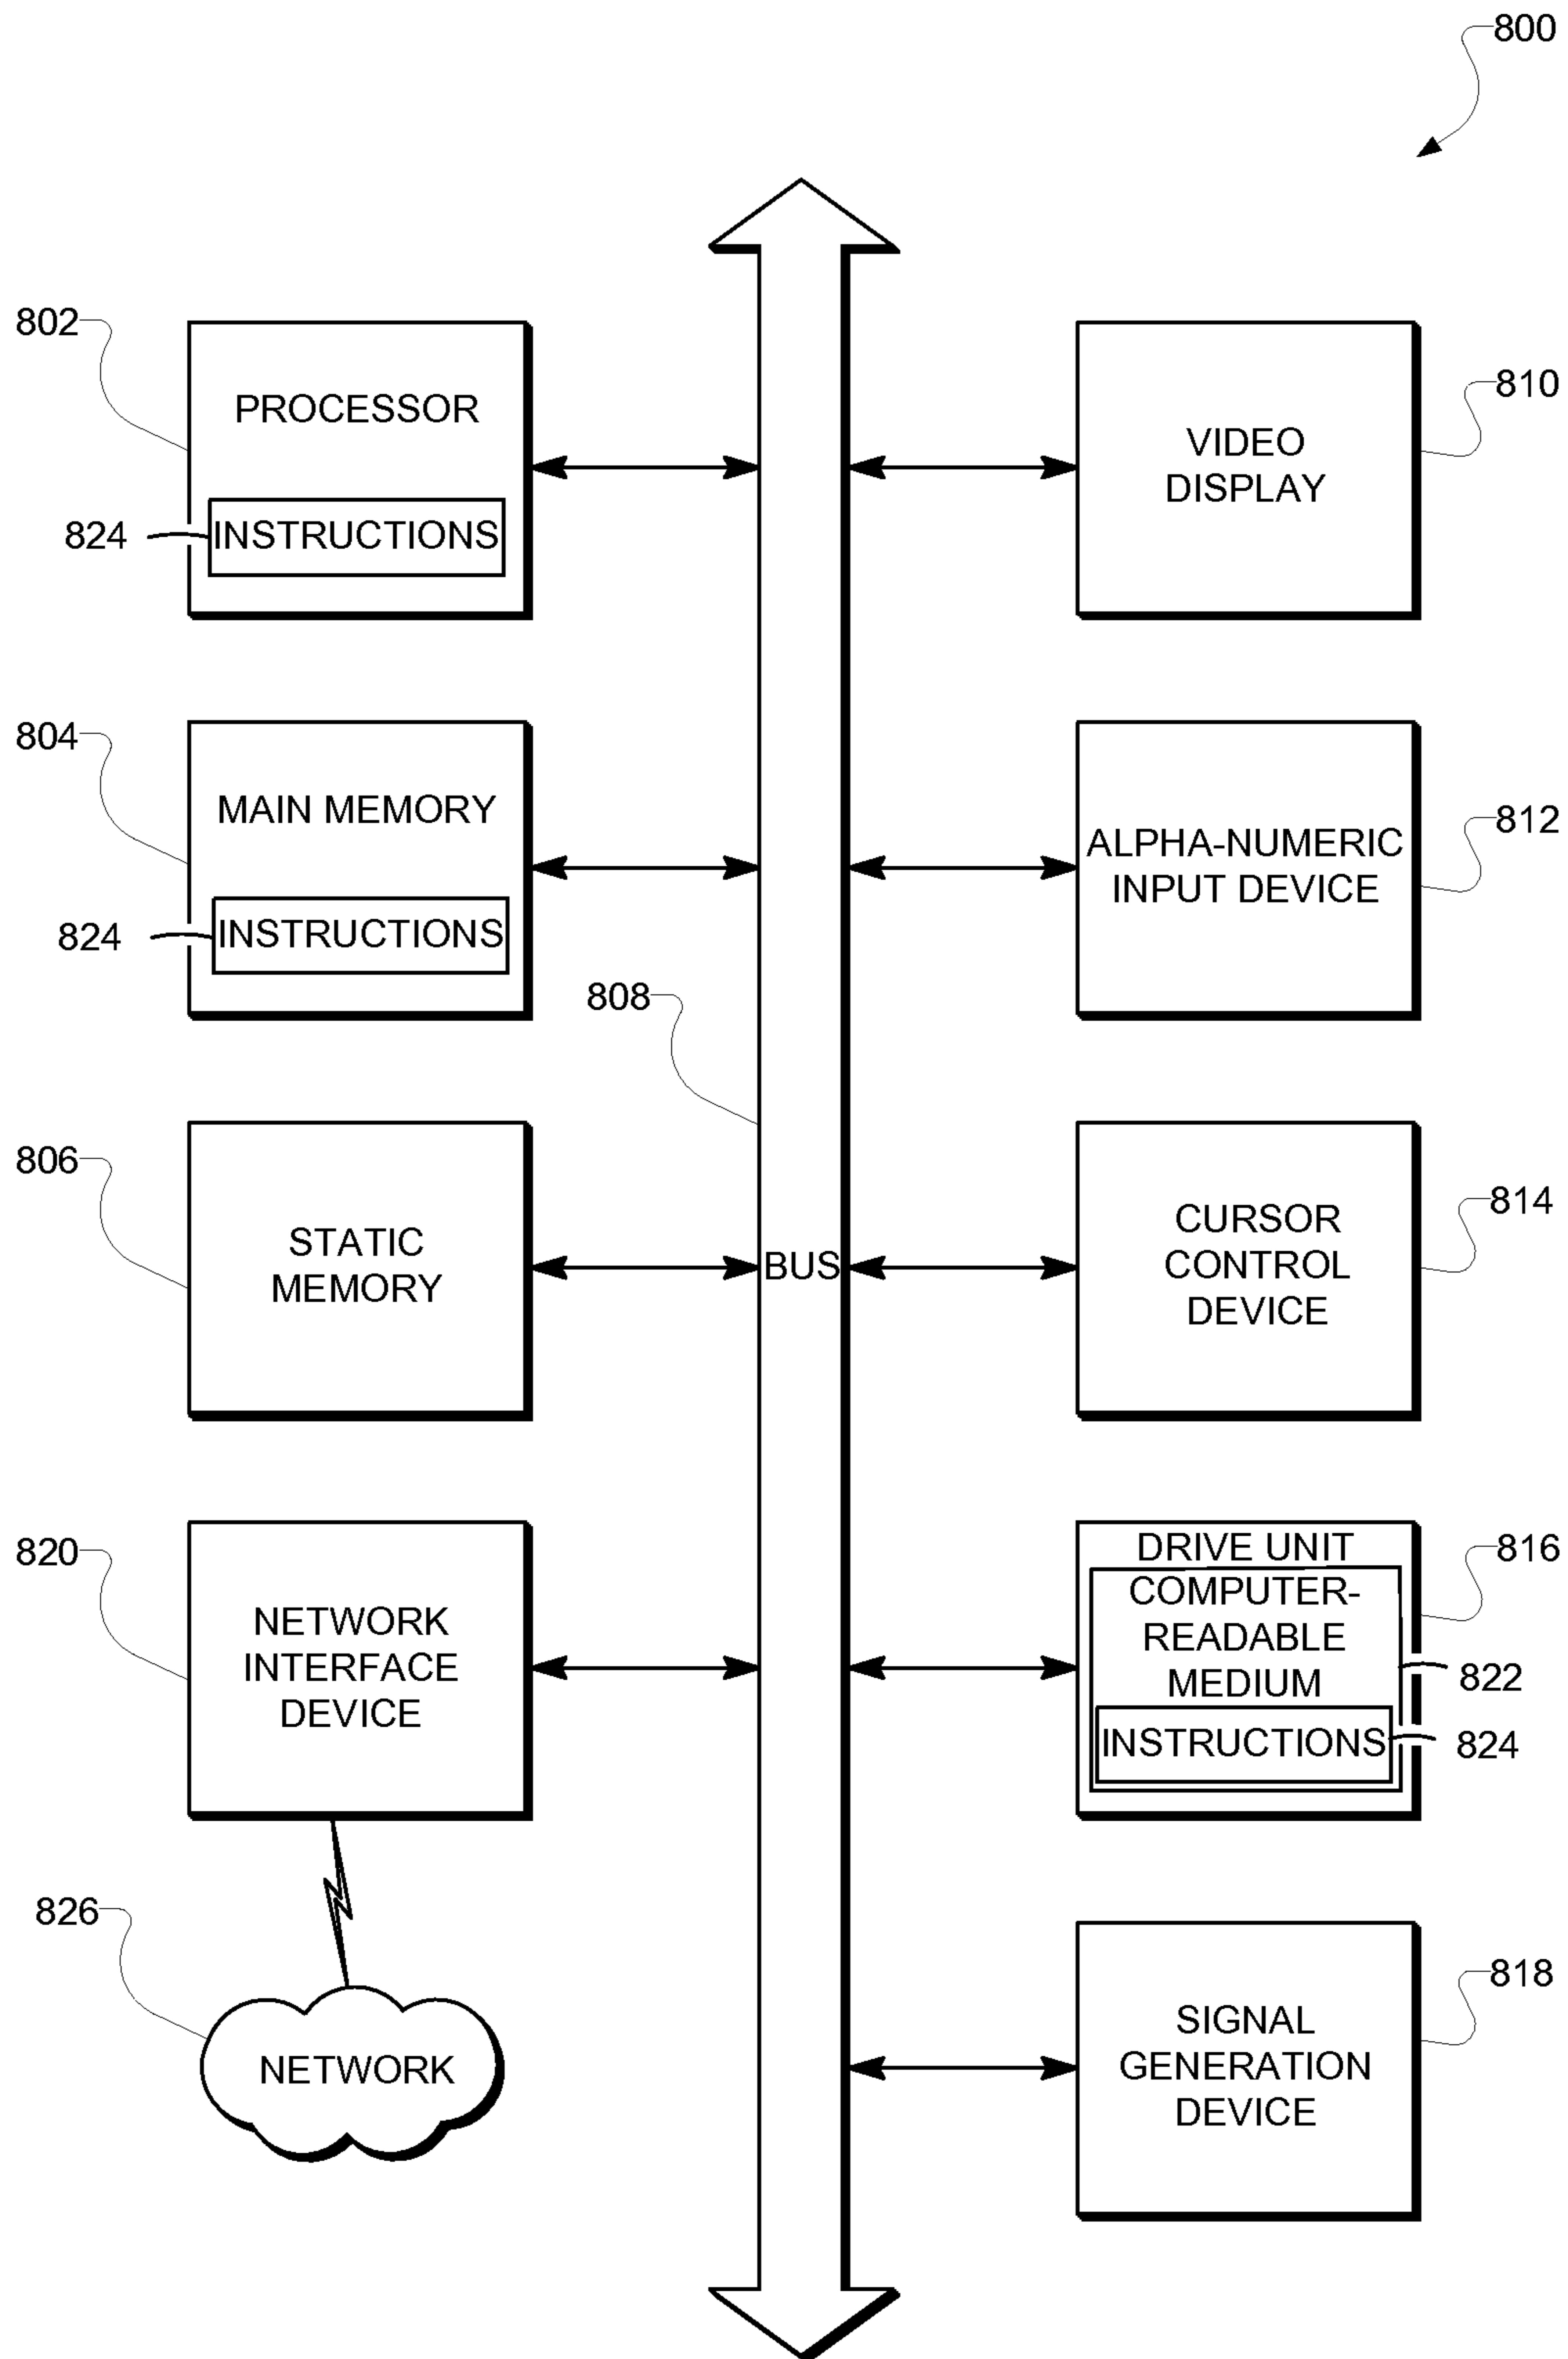 800
802
PROCESSOR
824
INSTRUCTIONS
804
MAIN MEMORY
824
INSTRUCTIONS
806
STATIC
MEMORY
820
NETWORK
INTERFACE
DEVICE
826
NETWORK
808
BUS
810
VIDEO
DISPLAY
812
ALPHA-NUMERIC
INPUT DEVICE
814
CURSOR
CONTROL
DEVICE
816
DRIVE UNIT
COMPUTER-
READABLE
MEDIUM
822
INSTRUCTIONS
824
818
SIGNAL
GENERATION
DEVICE